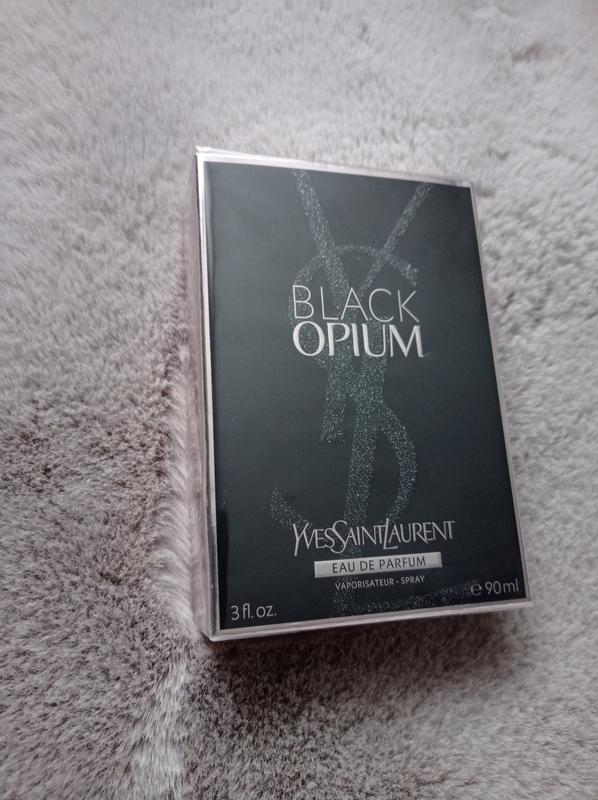 BLACK
OPIUM
YVESSAINTLAURENT
EAU DE PARFUM
VAPORISATEUR - SPRAY
3 fl. oz. ℮ 90 ml